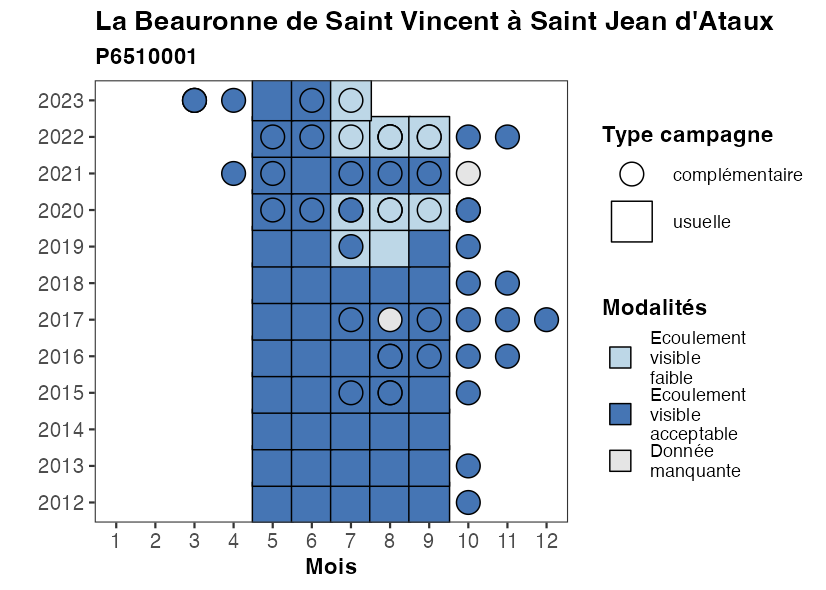 La Beauronne de Saint Vincent à Saint Jean d'Ataux
P6510001
2023
2022
2021
2020
2019
2018
2017
2016
2015
2014
2013
2012
1 2 3 4 5 6 7 8 9 10 11 12
Mois
Type campagne
complémentaire
usuelle
Modalités
Ecoulement
visible
faible
Ecoulement
visible
acceptable
Donnée
manquante